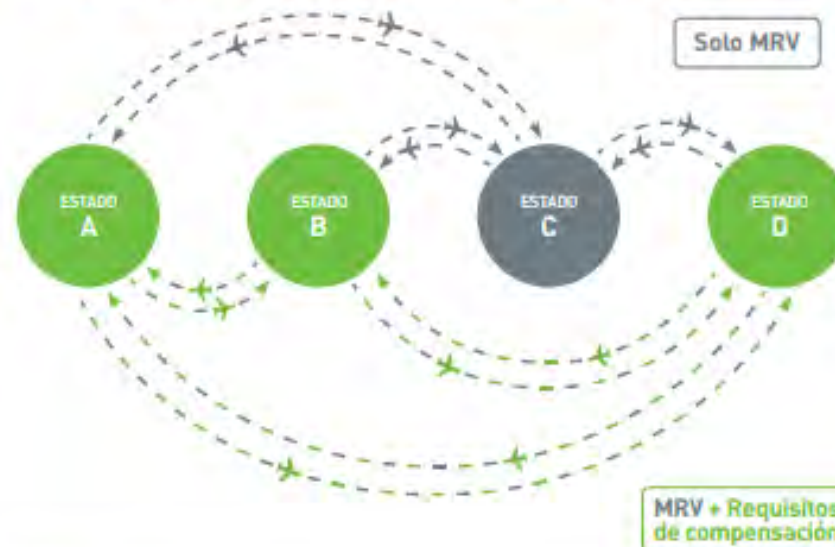 Solo MRV
ESTADO
A
ESTADO
B
ESTADO
C
ESTADO
D
MRV + Requisitos
de compensación